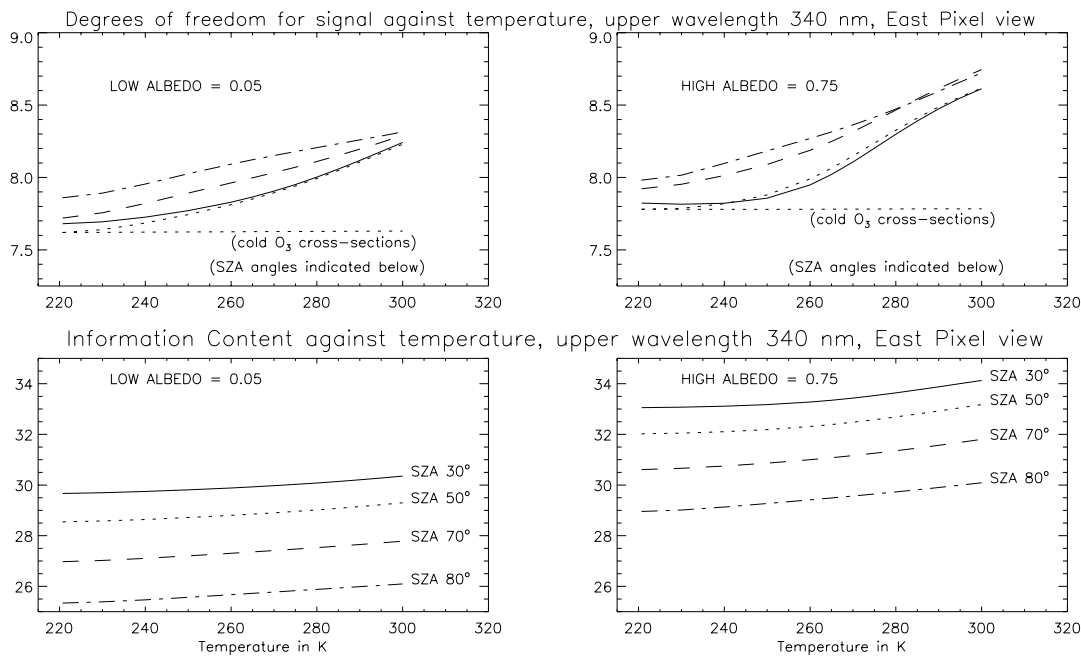 Degrees of freedom for signal against temperature, upper wavelength 340 nm, East Pixel view
9.0
8.5
8.0
7.5
LOW ALBEDO = 0.05
(cold O₃ cross-sections)
(SZA angles indicated below)
220 240 260 280 300 320
9.0
8.5
8.0
7.5
HIGH ALBEDO = 0.75
(cold O₃ cross-sections)
(SZA angles indicated below)
220 240 260 280 300 320
Information Content against temperature, upper wavelength 340 nm, East Pixel view
34
32
30
28
26
LOW ALBEDO = 0.05
SZA 30°
SZA 50°
SZA 70°
SZA 80°
220 240 260 280 300 320
Temperature in K
34
32
30
28
26
HIGH ALBEDO = 0.75
SZA 30°
SZA 50°
SZA 70°
SZA 80°
220 240 260 280 300 320
Temperature in K